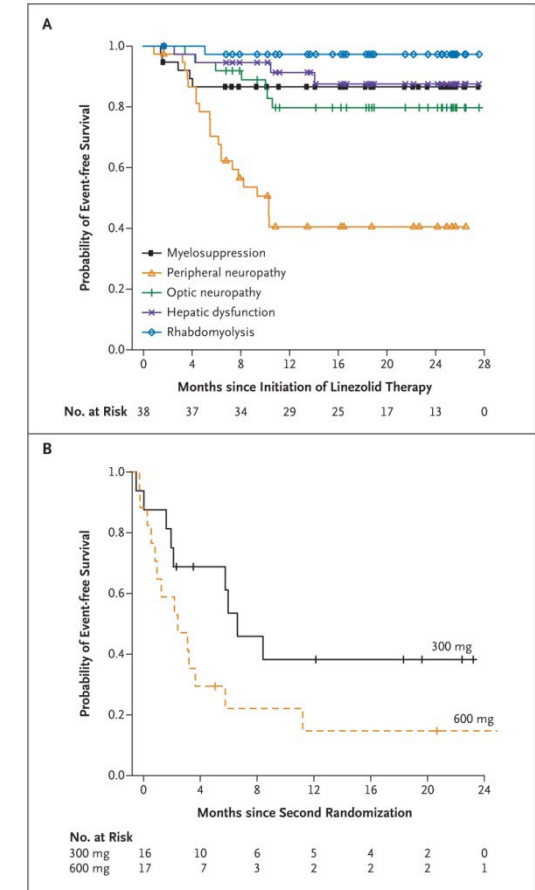 A
Probability of Event-free Survival
1.0
0.8
0.6
0.4
0.2
0.0
Myelosuppression
Peripheral neuropathy
Optic neuropathy
Hepatic dysfunction
Rhabdomyolysis
0 4 8 12 16 20 24 28
Months since Initiation of Linezolid Therapy
No. at Risk 38 37 34 29 25 17 13 0
B
Probability of Event-free Survival
1.0
0.8
0.6
0.4
0.2
0.0
300 mg
600 mg
0 4 8 12 16 20 24
Months since Second Randomization
No. at Risk
300 mg 16 10 6 5 4 2 0
600 mg 17 7 3 2 2 2 1